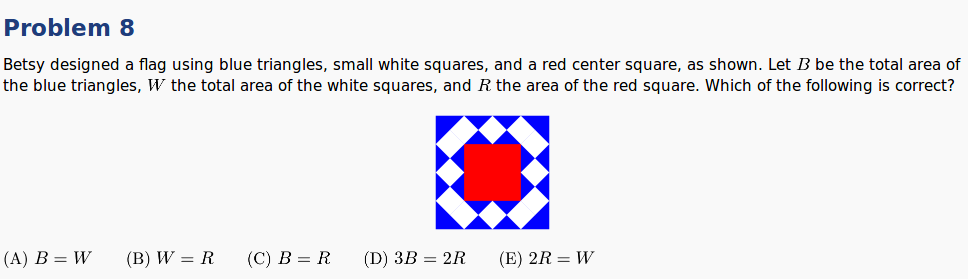 Problem 8
Betsy designed a flag using blue triangles, small white squares, and a red center square, as shown. Let B be the total area of
the blue triangles, W the total area of the white squares, and R the area of the red square. Which of the following is correct?
(A) B = W (B) W = R (C) B = R (D) 3B = 2R (E) 2R = W